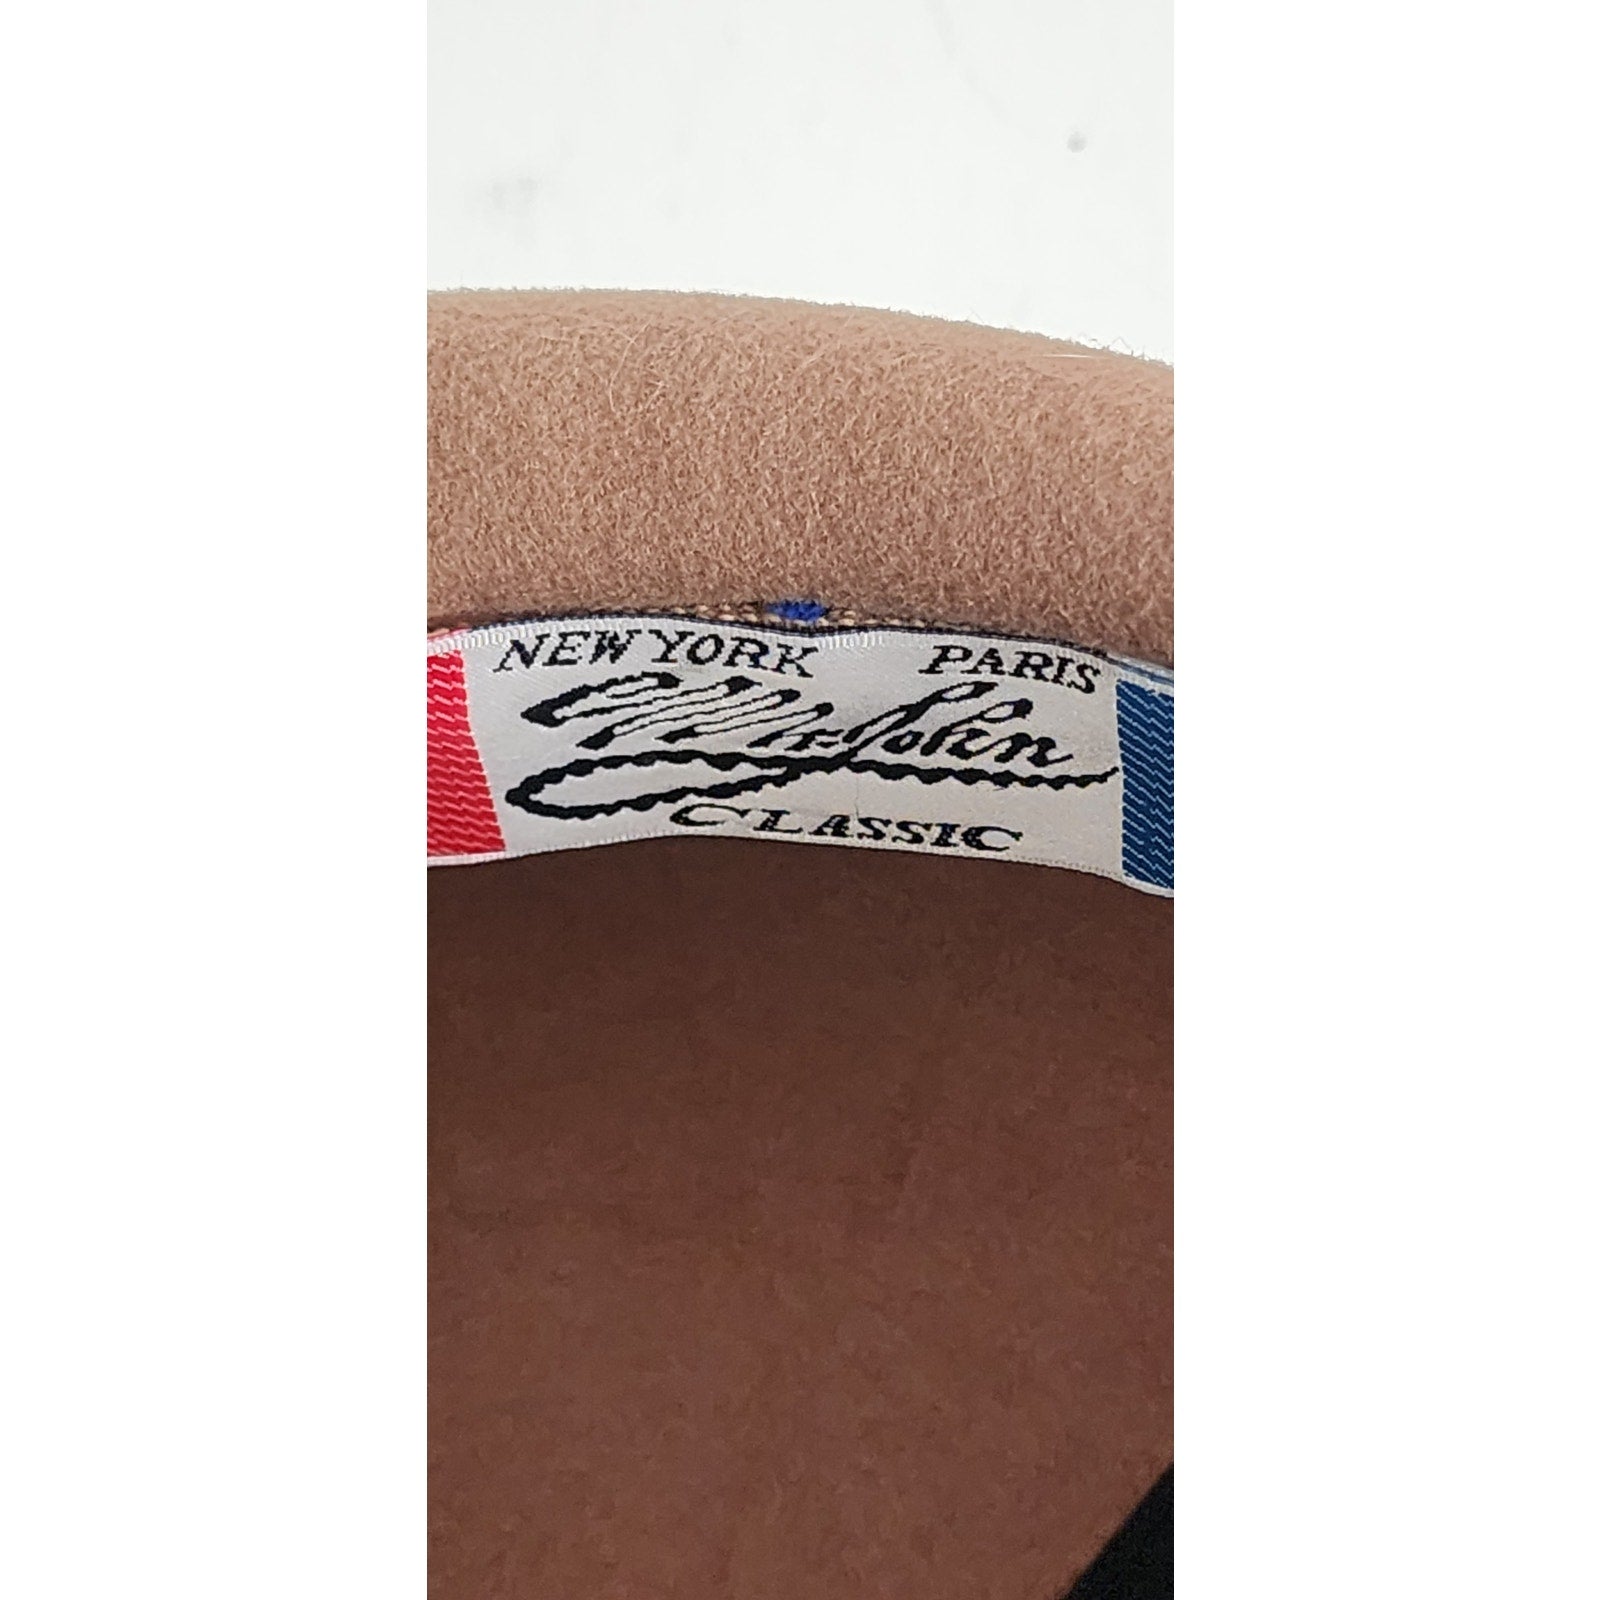 NEW YORK PARIS
Mr. John
CLASSIC